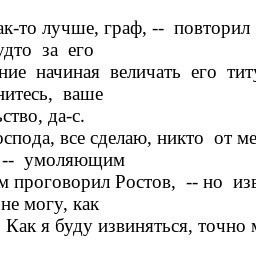 ак-то лучше, граф, -- повторил
удто за его
ние начиная величать его тит
нитесь, ваше
ьство, да-с.
оспода, все сделаю, никто от ме
-- умоляющим
м проговорил Ростов, -- но изв
не могу, как
Как я буду извиняться, точно м